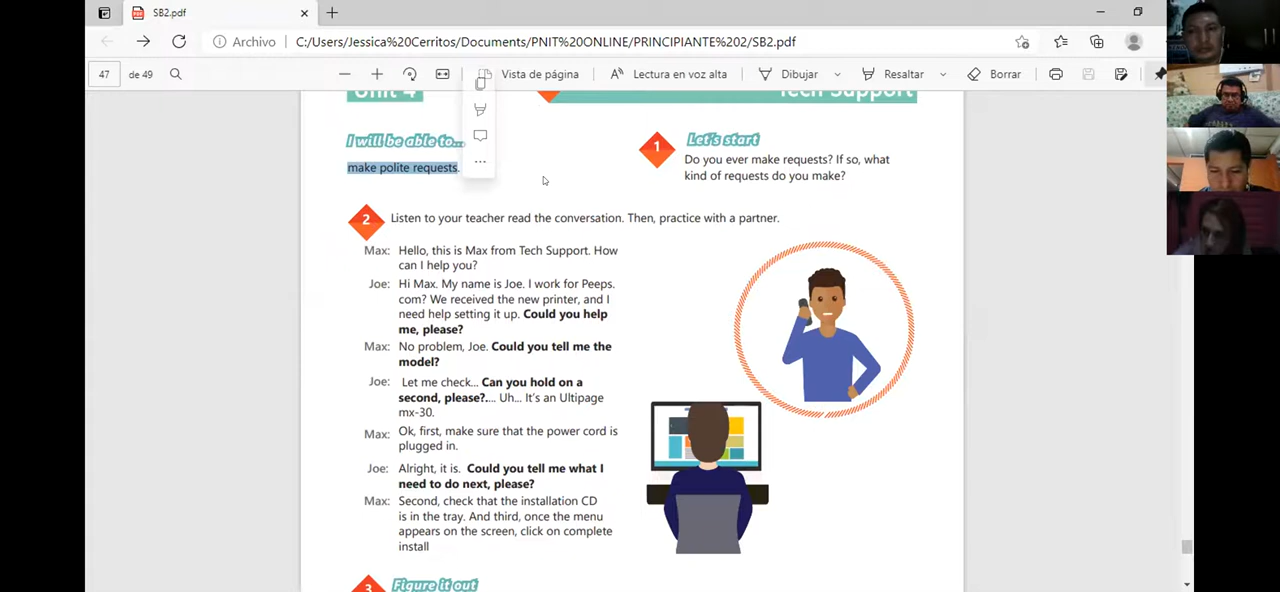 SB2.pdf
Archivo
C:/Users/Jessica%20Cerritos/Documents/PNIT%20ONLINE/PRINCIPIANTE%202/SB2.pdf
47
de 49
Vista de página
Lectura en voz alta
Dibujar
Resaltar
Borrar
Unit 4
Tech Support
I will be able to...
make polite requests.
1
Let's start
Do you ever make requests? If so, what
kind of requests do you make?
2
Listen to your teacher read the conversation. Then, practice with a partner.
Max: Hello, this is Max from Tech Support. How
can I help you?
Joe: Hi Max. My name is Joe. I work for Peeps.
com? We received the new printer, and I
need help setting it up. Could you help
me, please?
Max: No problem, Joe. Could you tell me the
model?
Joe: Let me check... Can you hold on a
second, please?.... Uh... It's an Ultipage
mx-30.
Max: Ok, first, make sure that the power cord is
plugged in.
Joe: Alright, it is. Could you tell me what I
need to do next, please?
Max: Second, check that the installation CD
is in the tray. And third, once the menu
appears on the screen, click on complete
install
3
Figure it out